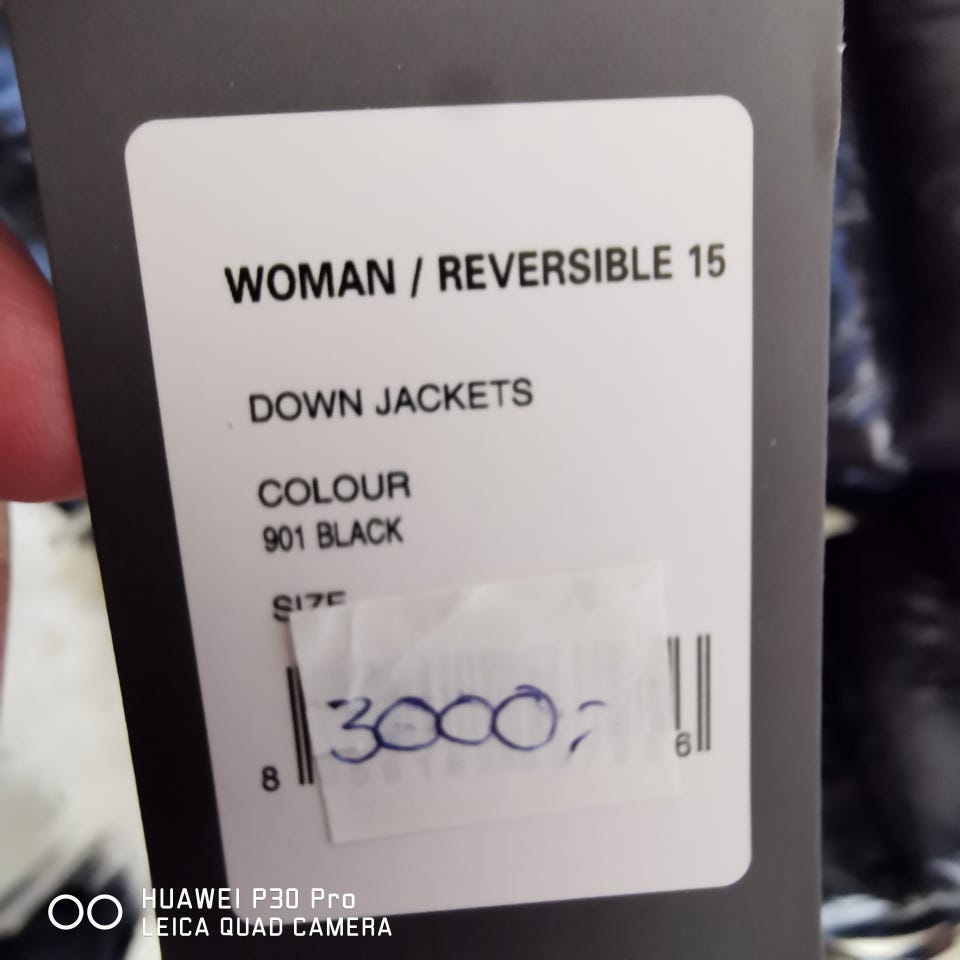 WOMAN / REVERSIBLE 15
DOWN JACKETS
COLOUR
901 BLACK
SIZE
3000,-
8 6
HUAWEI P30 Pro
LEICA QUAD CAMERA